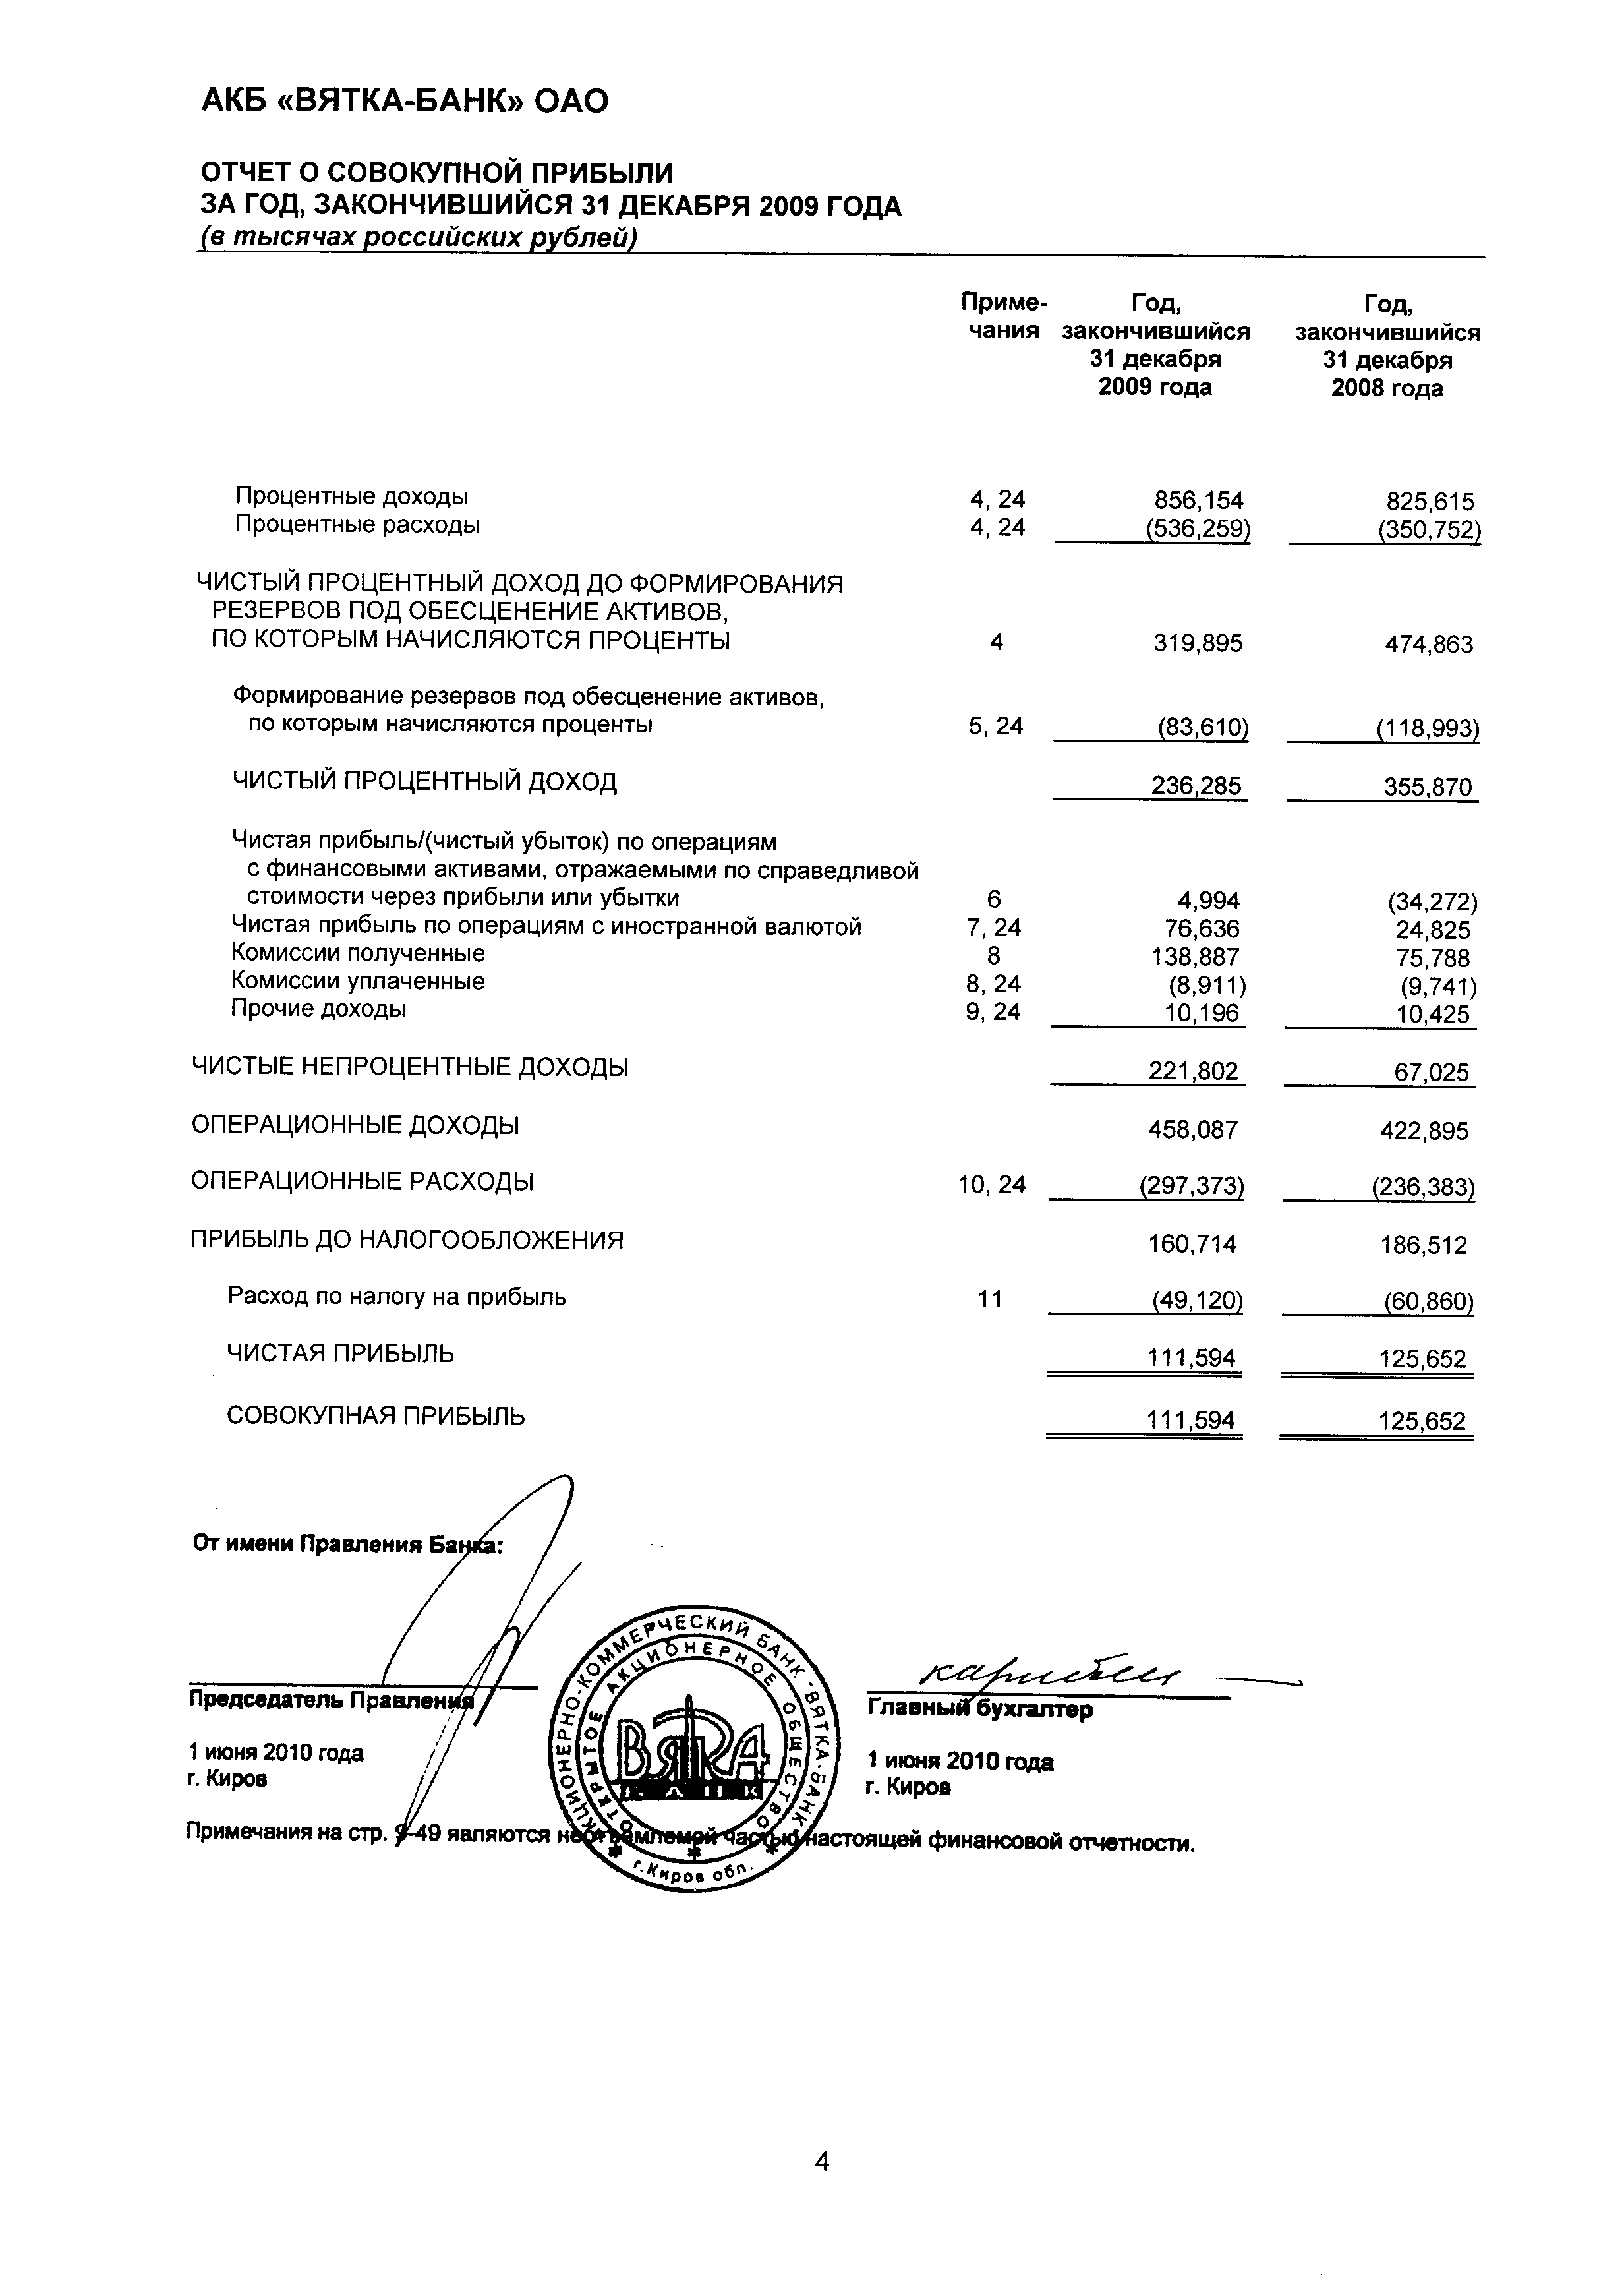 АКБ «ВЯТКА-БАНК» ОАО
ОТЧЕТ О СОВОКУПНОЙ ПРИБЫЛИ
ЗА ГОД, ЗАКОНЧИВШИЙСЯ 31 ДЕКАБРЯ 2009 ГОДА
(в тысячах российских рублей)
Приме- Год, Год,
чания закончившийся закончившийся
31 декабря 31 декабря
2009 года 2008 года
Процентные доходы 4, 24 856,154 825,615
Процентные расходы 4, 24 (536,259) (350,752)
ЧИСТЫЙ ПРОЦЕНТНЫЙ ДОХОД ДО ФОРМИРОВАНИЯ
РЕЗЕРВОВ ПОД ОБЕСЦЕНЕНИЕ АКТИВОВ,
ПО КОТОРЫМ НАЧИСЛЯЮТСЯ ПРОЦЕНТЫ 4 319,895 474,863
Формирование резервов под обесценение активов,
по которым начисляются проценты 5, 24 (83,610) (118,993)
ЧИСТЫЙ ПРОЦЕНТНЫЙ ДОХОД 236,285 355,870
Чистая прибыль/(чистый убыток) по операциям
с финансовыми активами, отражаемыми по справедливой
стоимости через прибыли или убытки 6 4,994 (34,272)
Чистая прибыль по операциям с иностранной валютой 7, 24 76,636 24,825
Комиссии полученные 8 138,887 75,788
Комиссии уплаченные 8, 24 (8,911) (9,741)
Прочие доходы 9, 24 10,196 10,425
ЧИСТЫЕ НЕПРОЦЕНТНЫЕ ДОХОДЫ 221,802 67,025
ОПЕРАЦИОННЫЕ ДОХОДЫ 458,087 422,895
ОПЕРАЦИОННЫЕ РАСХОДЫ 10, 24 (297,373) (236,383)
ПРИБЫЛЬ ДО НАЛОГООБЛОЖЕНИЯ 160,714 186,512
Расход по налогу на прибыль 11 (49,120) (60,860)
ЧИСТАЯ ПРИБЫЛЬ 111,594 125,652
СОВОКУПНАЯ ПРИБЫЛЬ 111,594 125,652
От имени Правления Банка:
Председатель Правления
1 июня 2010 года
г. Киров
АКЦИОНЕРНО-КОММЕРЧЕСКИЙ БАНК "ВЯТКА-БАНК"
ОТКРЫТОЕ АКЦИОНЕРНОЕ ОБЩЕСТВО
ВЯТКА
БАНК
г.Киров обл.
Главный бухгалтер
1 июня 2010 года
г. Киров
Примечания на стр. 9-49 являются неотъемлемой частью настоящей финансовой отчетности.
4